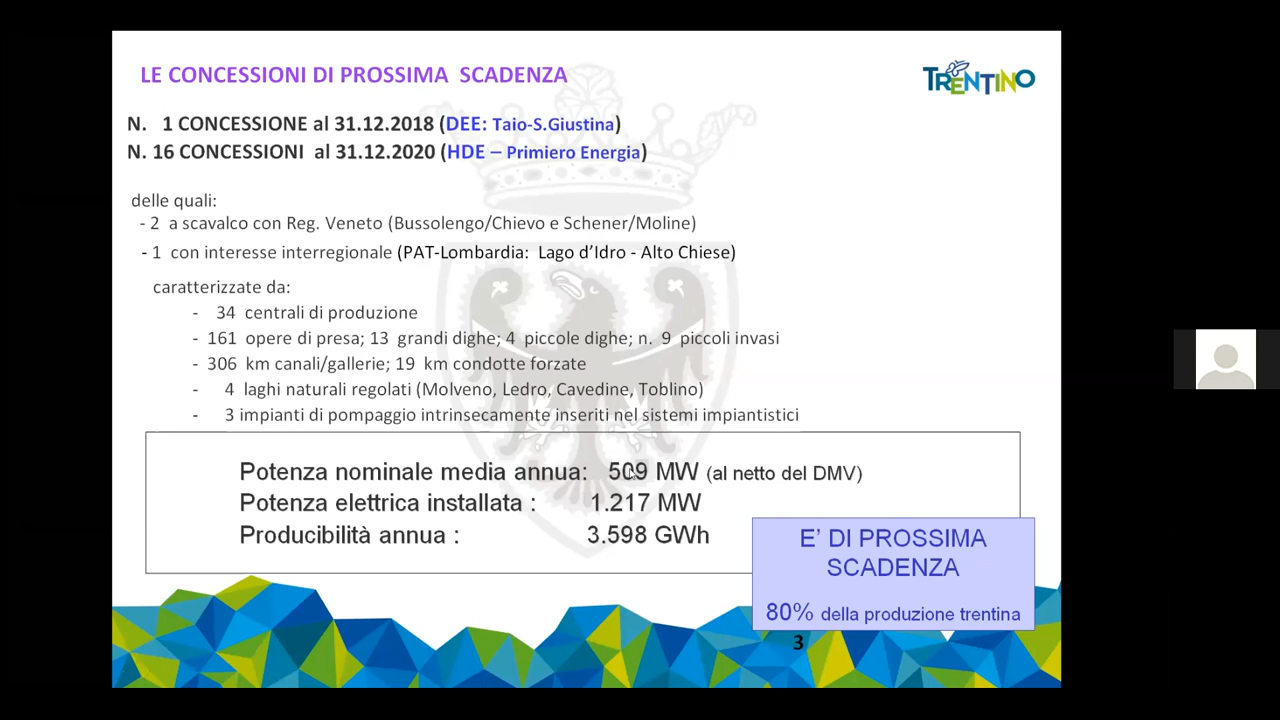 LE CONCESSIONI DI PROSSIMA SCADENZA
TRENTINO
N. 1 CONCESSIONE al 31.12.2018 (DEE: Taio-S.Giustina)
N. 16 CONCESSIONI al 31.12.2020 (HDE – Primiero Energia)
delle quali:
- 2 a scavalco con Reg. Veneto (Bussolengo/Chievo e Schener/Moline)
- 1 con interesse interregionale (PAT-Lombardia: Lago d'Idro - Alto Chiese)
caratterizzate da:
- 34 centrali di produzione
- 161 opere di presa; 13 grandi dighe; 4 piccole dighe; n. 9 piccoli invasi
- 306 km canali/gallerie; 19 km condotte forzate
- 4 laghi naturali regolati (Molveno, Ledro, Cavedine, Toblino)
- 3 impianti di pompaggio intrinsecamente inseriti nel sistemi impiantistici
Potenza nominale media annua: 509 MW (al netto del DMV)
Potenza elettrica installata : 1.217 MW
Producibilità annua : 3.598 GWh
E' DI PROSSIMA
SCADENZA
80% della produzione trentina
3